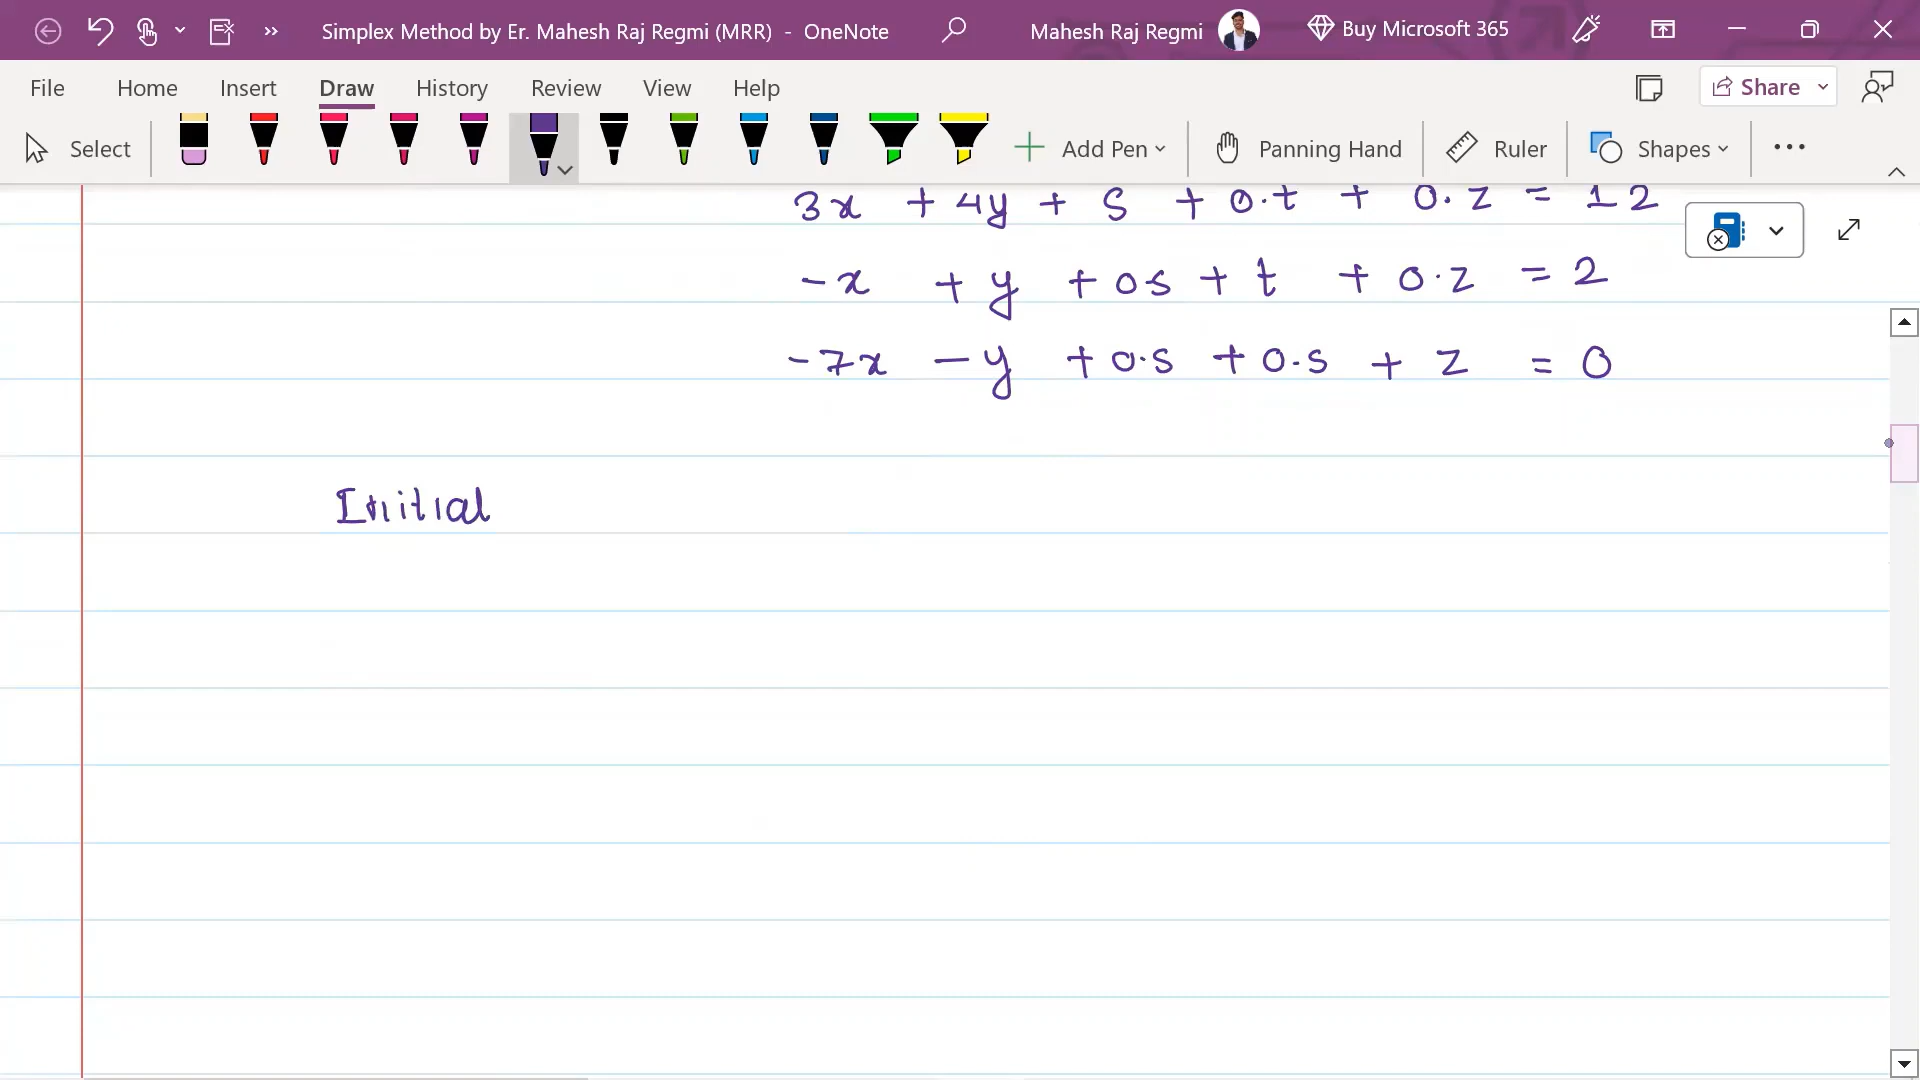 Simplex Method by Er. Mahesh Raj Regmi (MRR) - OneNote
Mahesh Raj Regmi
Buy Microsoft 365
File Home Insert Draw History Review View Help
Share
Select
Add Pen
Panning Hand
Ruler
Shapes
3x + 4y + s + 0.t + 0.z = 12
-x + y + 0s + t + 0.z = 2
-7x - y + 0.s + 0.s + z = 0
Initial